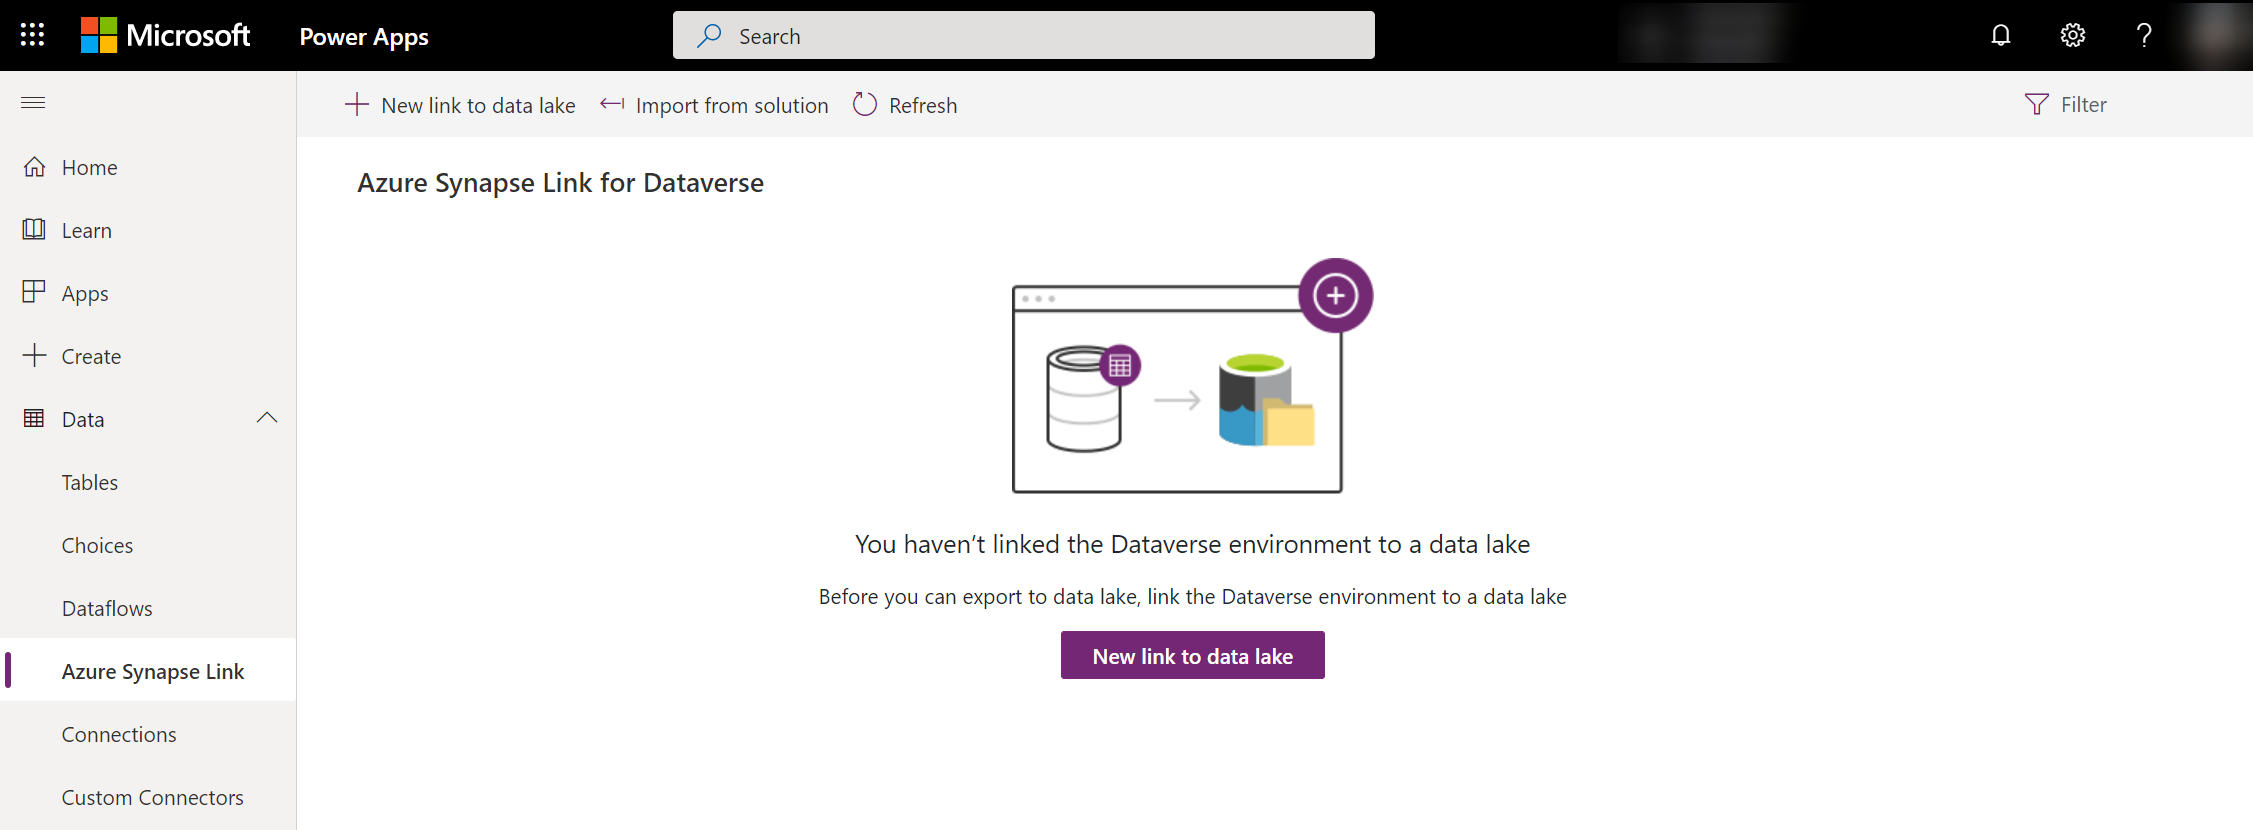 Microsoft Power Apps Search
New link to data lake Import from solution Refresh Filter
Home
Learn
Apps
Create
Data
Tables
Choices
Dataflows
Azure Synapse Link
Connections
Custom Connectors
Azure Synapse Link for Dataverse
You haven’t linked the Dataverse environment to a data lake
Before you can export to data lake, link the Dataverse environment to a data lake
New link to data lake